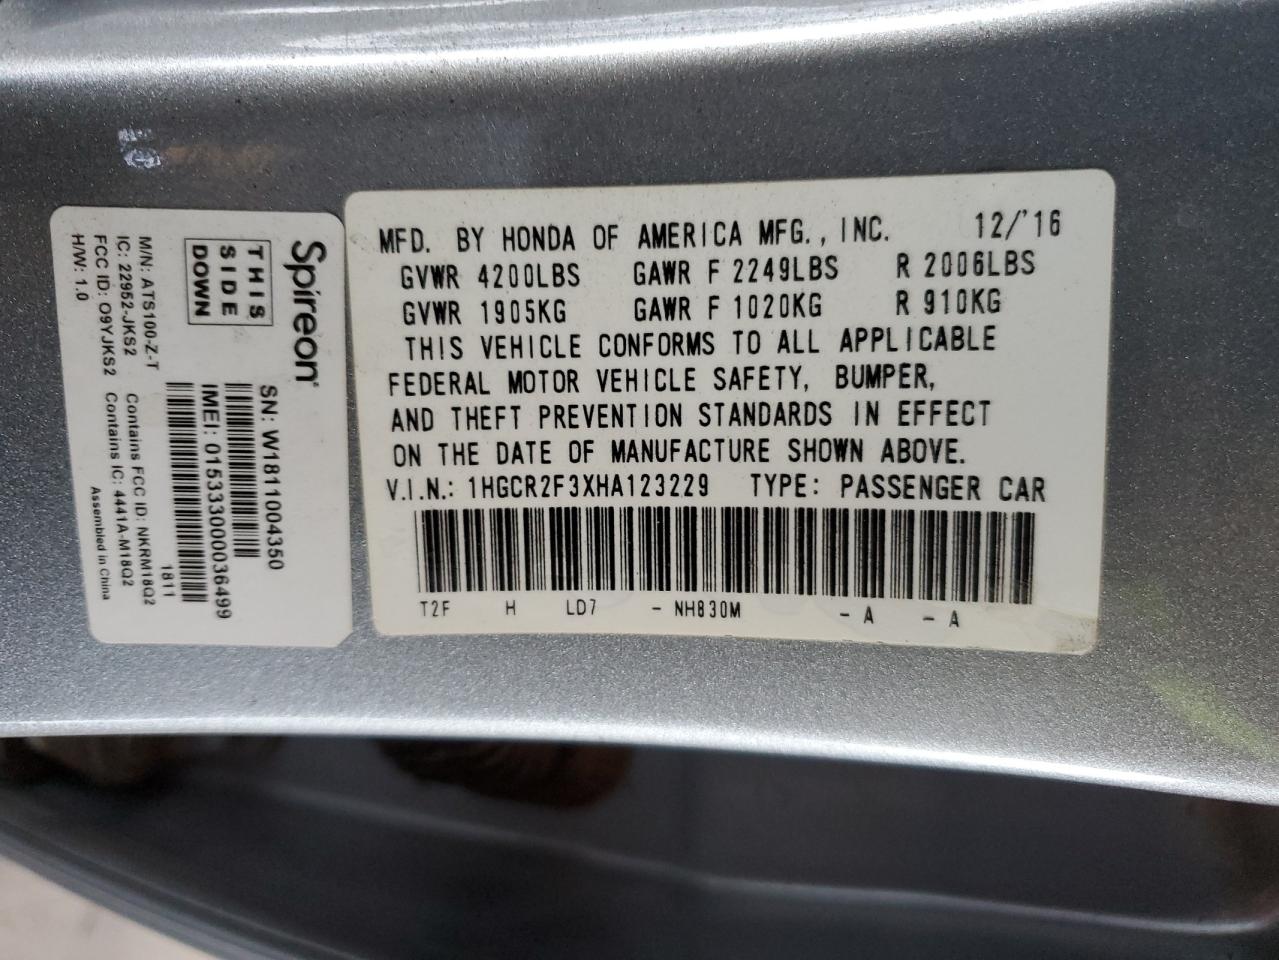 Spireon
THIS
SIDE
DOWN
SN: W1811004350
IMEI: 015333000036499
1811
M/N: ATS100-Z-T
IC: 22952-JKS2
FCC ID: O9YJKS2
H/W: 1.0
Contains FCC ID: NKRM18Q2
Contains IC: 4441A-M18Q2
Assembled in China
MFD. BY HONDA OF AMERICA MFG., INC. 12/'16
GVWR 4200LBS GAWR F 2249LBS R 2006LBS
GVWR 1905KG GAWR F 1020KG R 910KG
THIS VEHICLE CONFORMS TO ALL APPLICABLE
FEDERAL MOTOR VEHICLE SAFETY, BUMPER,
AND THEFT PREVENTION STANDARDS IN EFFECT
ON THE DATE OF MANUFACTURE SHOWN ABOVE.
V.I.N.: 1HGCR2F3XHA123229 TYPE: PASSENGER CAR
T2F H LD7 - NH830M - A - A